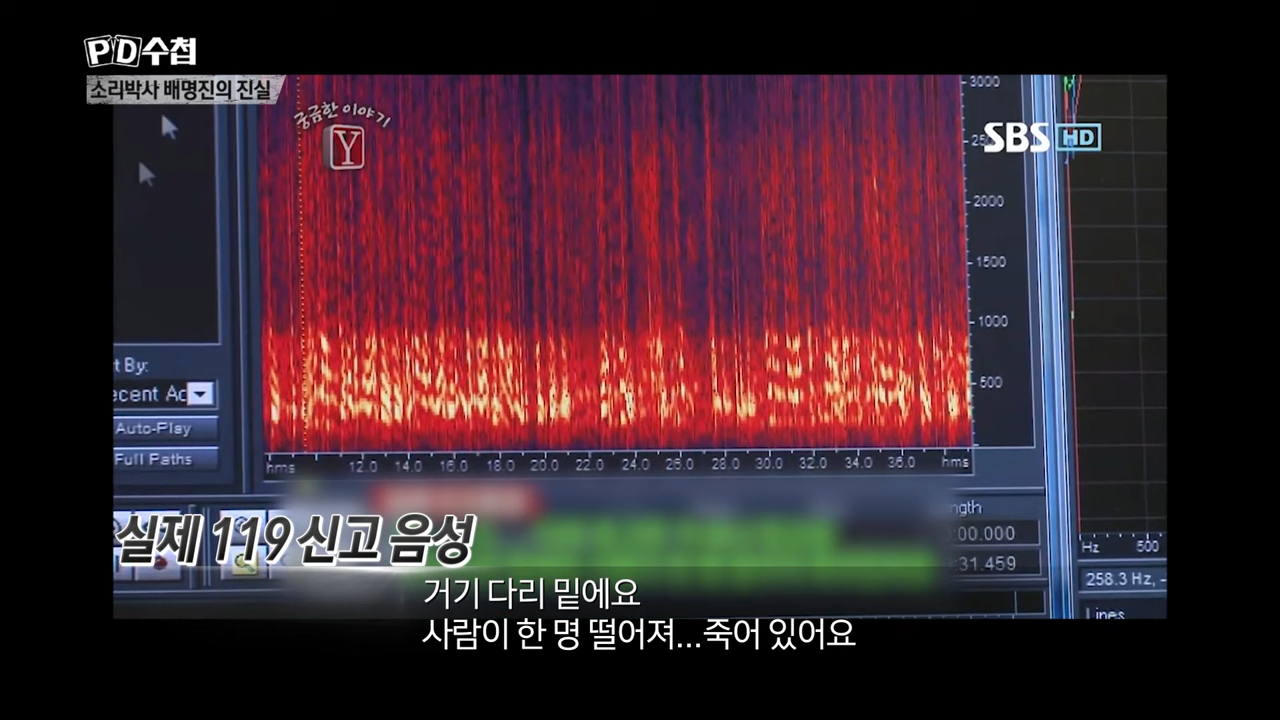 PD수첩
소리박사 배명진의 진실
궁금한 이야기
Y
SBS HD
3000
2000
1500
1000
500
t By:
ecent Ac
Auto-Play
Full Paths
hms 12.0 14.0 16.0 18.0 20.0 22.0 24.0 26.0 28.0 30.0 32.0 34.0 36.0 hms
ngth
:00.000
:31.459
Hz 500
258.3 Hz, -
Lines
실제 119 신고 음성
거기 다리 밑에요
사람이 한 명 떨어져...죽어 있어요